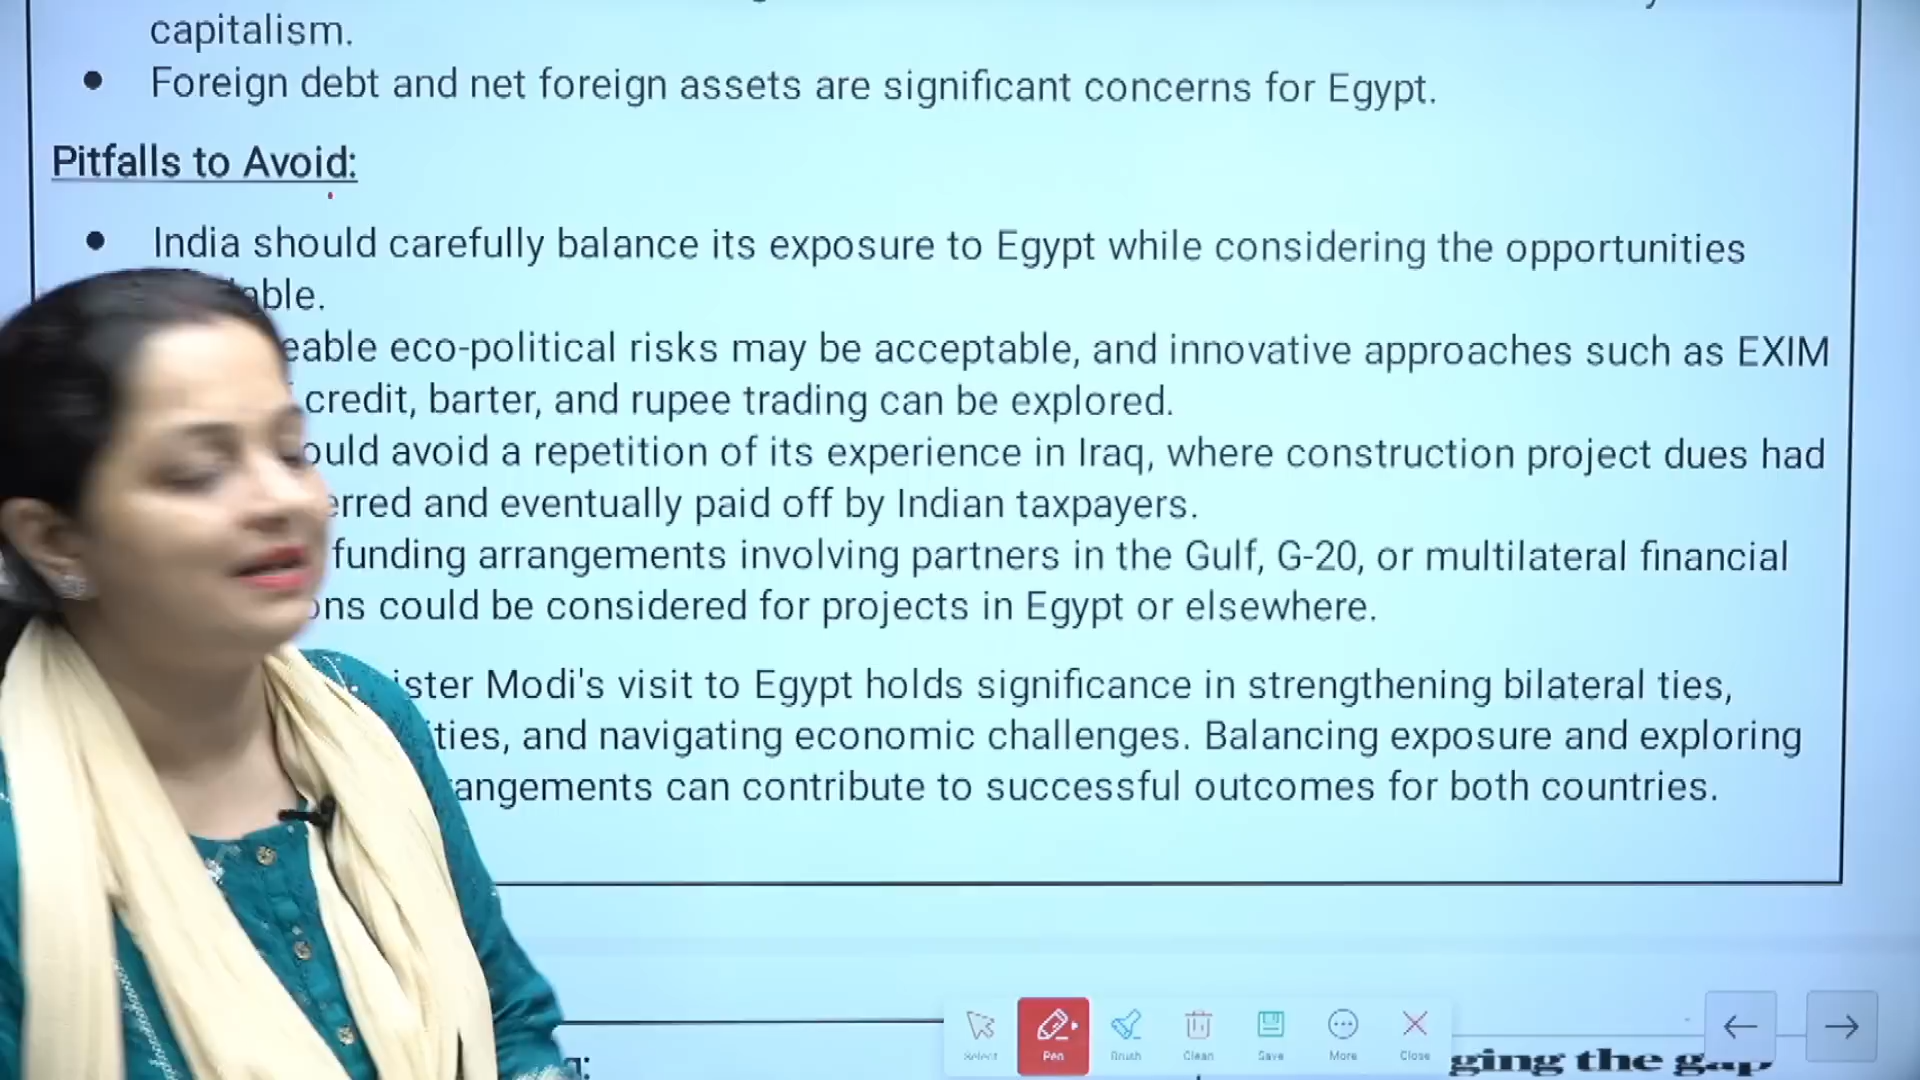 capitalism.
• Foreign debt and net foreign assets are significant concerns for Egypt.
Pitfalls to Avoid:
• India should carefully balance its exposure to Egypt while considering the opportunities
able.
eable eco-political risks may be acceptable, and innovative approaches such as EXIM
credit, barter, and rupee trading can be explored.
ould avoid a repetition of its experience in Iraq, where construction project dues had
erred and eventually paid off by Indian taxpayers.
funding arrangements involving partners in the Gulf, G-20, or multilateral financial
ons could be considered for projects in Egypt or elsewhere.
ister Modi's visit to Egypt holds significance in strengthening bilateral ties,
ties, and navigating economic challenges. Balancing exposure and exploring
angements can contribute to successful outcomes for both countries.
Select Pen Brush Clean Save More Close
ging the gap